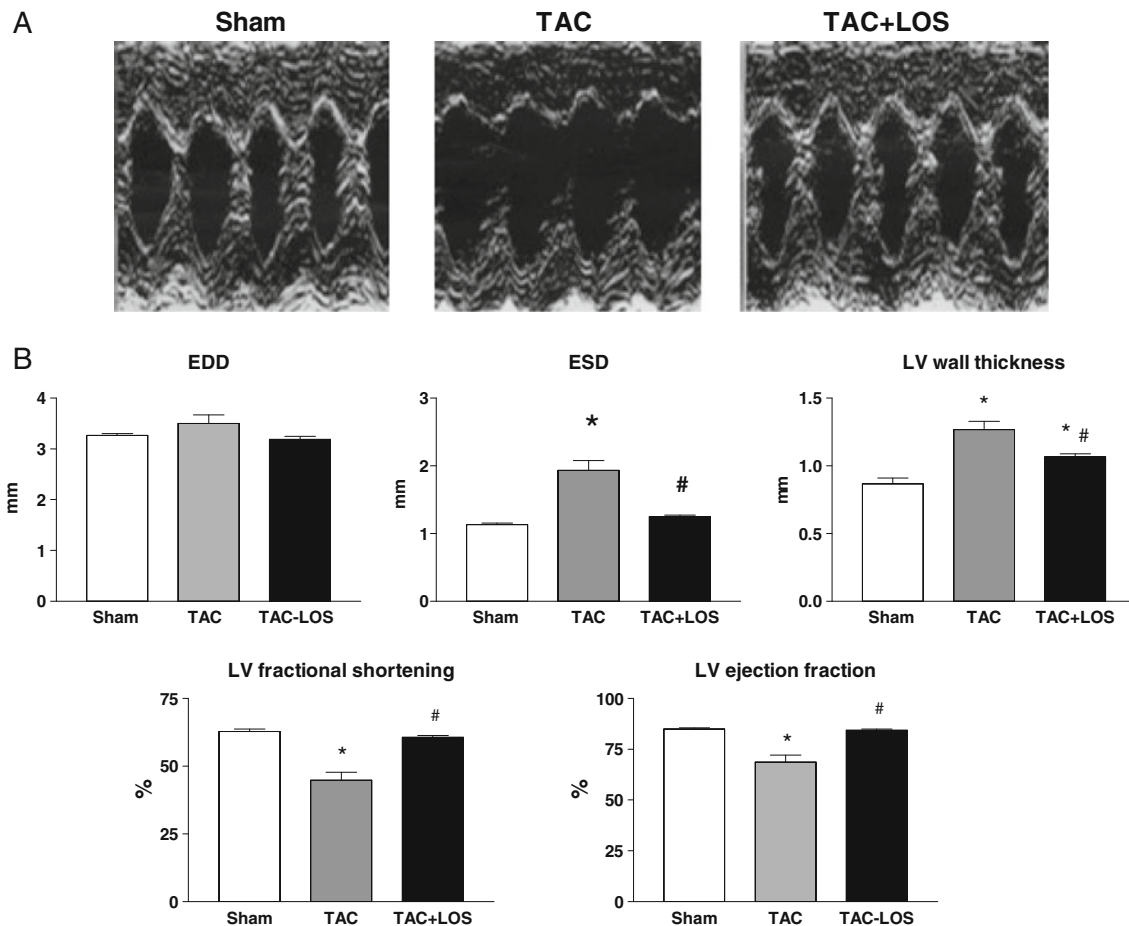 A
Sham TAC TAC+LOS
B
EDD
4
3
2
1
0
mm
Sham TAC TAC-LOS
ESD
3
2
1
0
mm
*
#
Sham TAC TAC+LOS
LV wall thickness
1.5
1.0
0.5
0.0
mm
*
* #
Sham TAC TAC+LOS
LV fractional shortening
75
50
25
0
%
*
#
Sham TAC TAC+LOS
LV ejection fraction
100
75
50
25
0
%
*
#
Sham TAC TAC-LOS